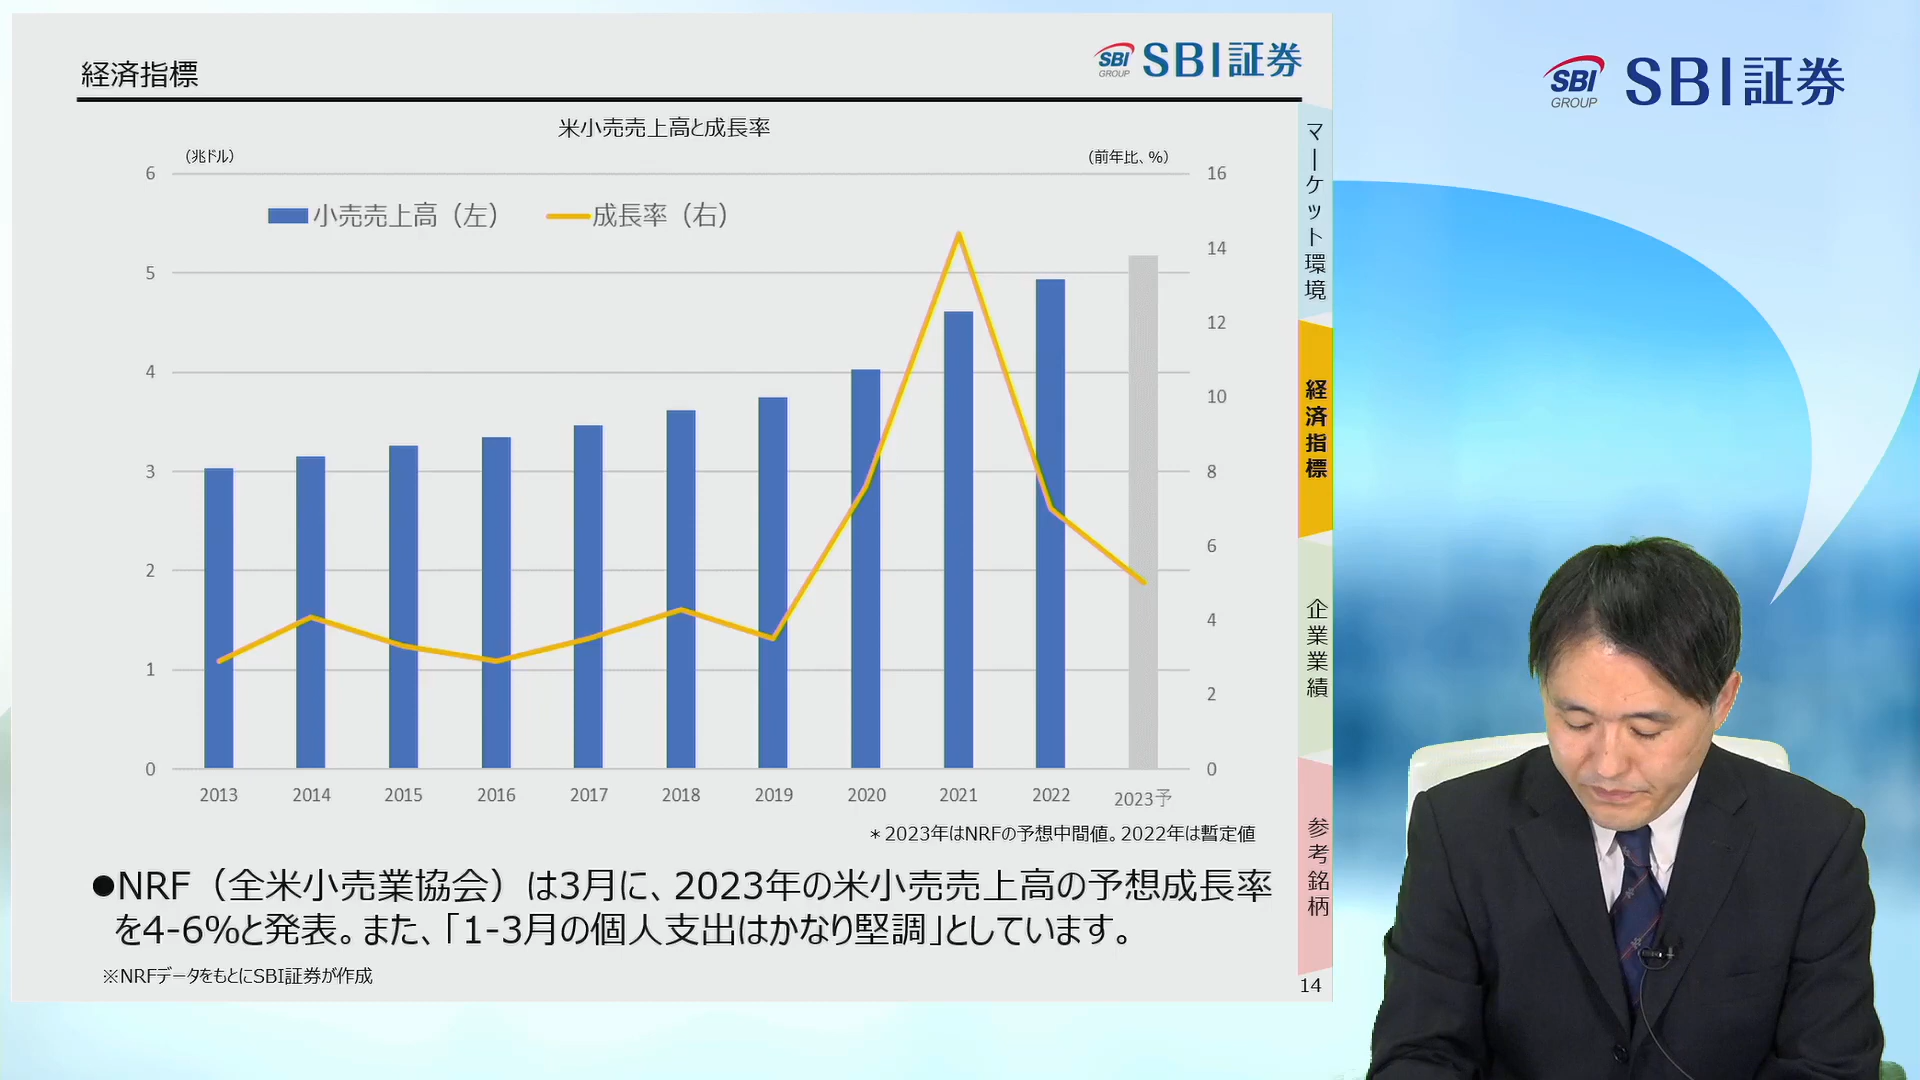 経済指標
SBI GROUP SBI証券
米小売売上高と成長率
（兆ドル）
（前年比、%）
小売売上高（左）
成長率（右）
6
5
4
3
2
1
0
16
14
12
10
8
6
4
2
0
2013 2014 2015 2016 2017 2018 2019 2020 2021 2022 2023予
＊2023年はNRFの予想中間値。2022年は暫定値
●NRF（全米小売業協会）は3月に、2023年の米小売売上高の予想成長率
を4-6%と発表。また、「1-3月の個人支出はかなり堅調」としています。
※NRFデータをもとにSBI証券が作成
14
マーケット環境
経済指標
企業業績
参考銘柄
SBI GROUP SBI証券